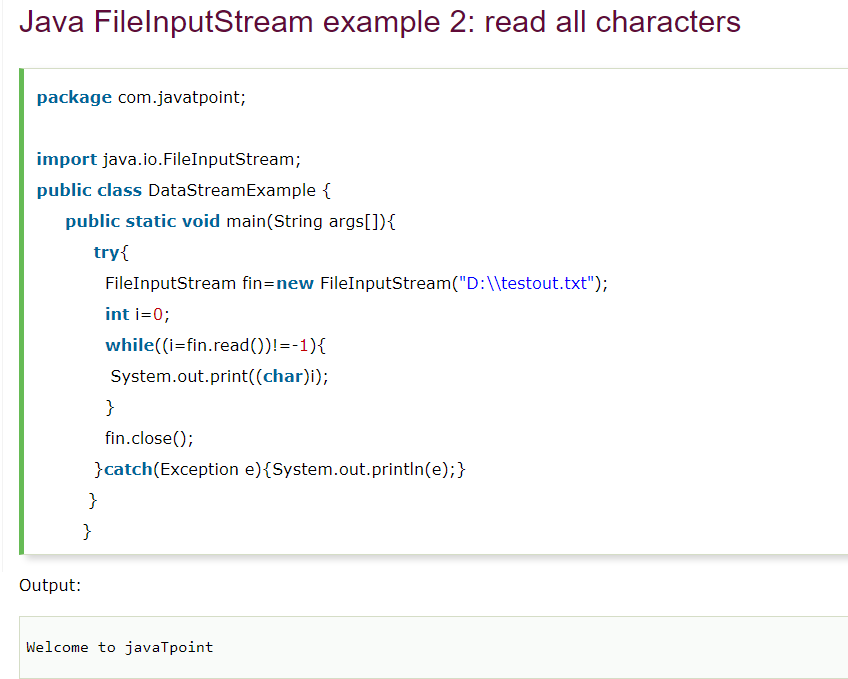 Java FileInputStream example 2: read all characters
package com.javatpoint;
import java.io.FileInputStream;
public class DataStreamExample {
public static void main(String args[]){
try{
FileInputStream fin=new FileInputStream("D:\\testout.txt");
int i=0;
while((i=fin.read())!=-1){
System.out.print((char)i);
}
fin.close();
}catch(Exception e){System.out.println(e);}
}
}
Output:
Welcome to javaTpoint